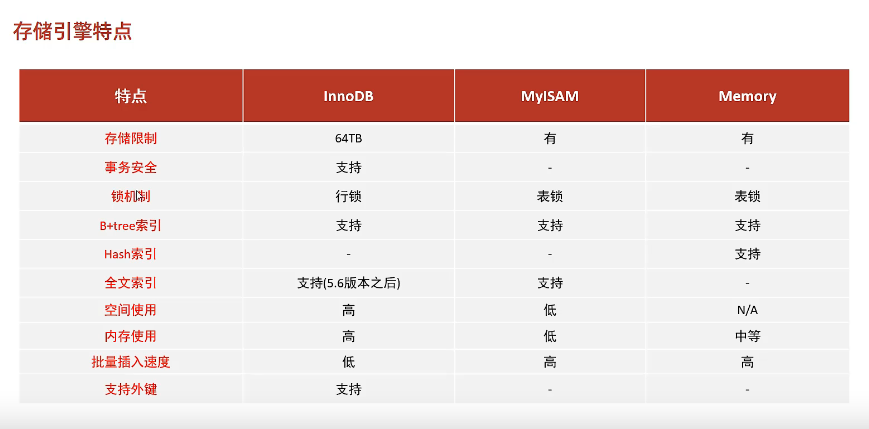 存储引擎特点
特点 InnoDB MyISAM Memory
存储限制 64TB 有 有
事务安全 支持 - -
锁机制 行锁 表锁 表锁
B+tree索引 支持 支持 支持
Hash索引 - - 支持
全文索引 支持(5.6版本之后) 支持 -
空间使用 高 低 N/A
内存使用 高 低 中等
批量插入速度 低 高 高
支持外键 支持 - -